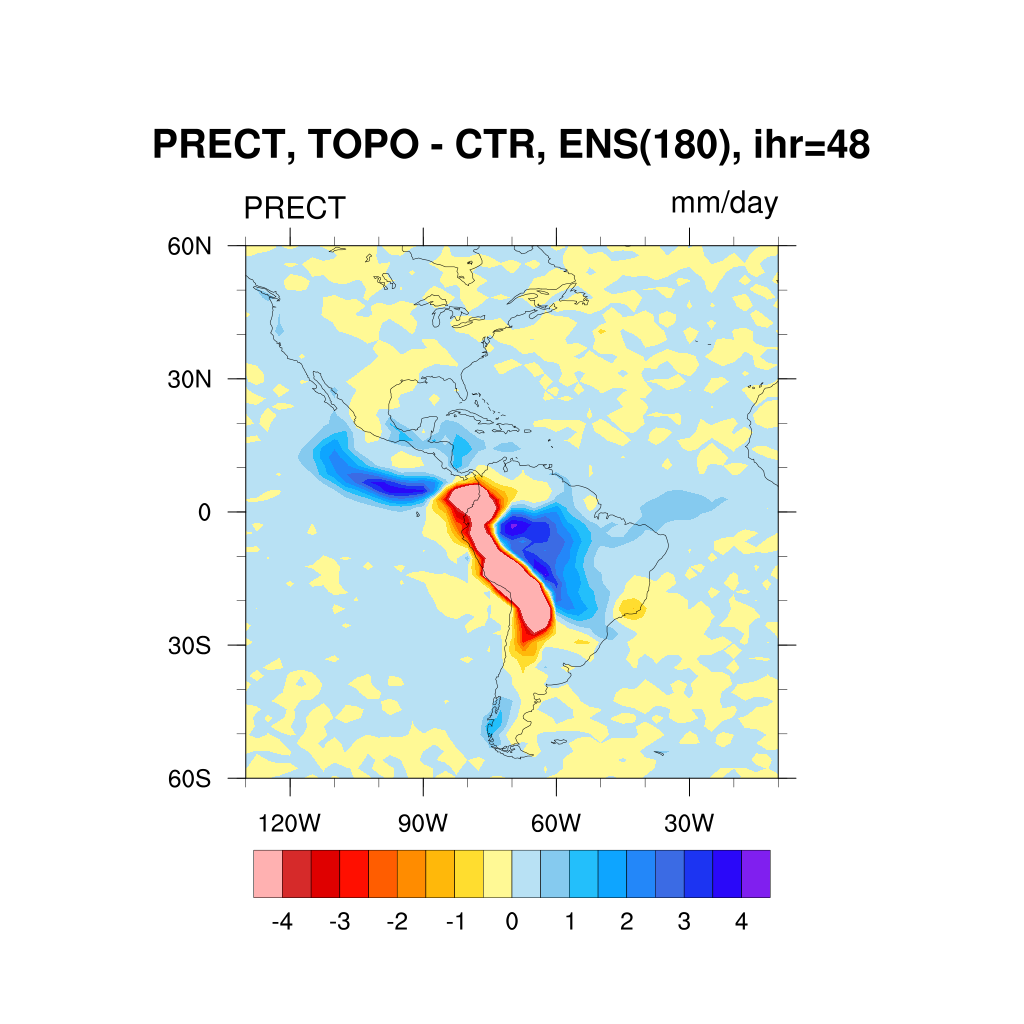 PRECT, TOPO - CTR, ENS(180), ihr=48
PRECT mm/day
60N
30N
0
30S
60S
120W 90W 60W 30W
-4 -3 -2 -1 0 1 2 3 4